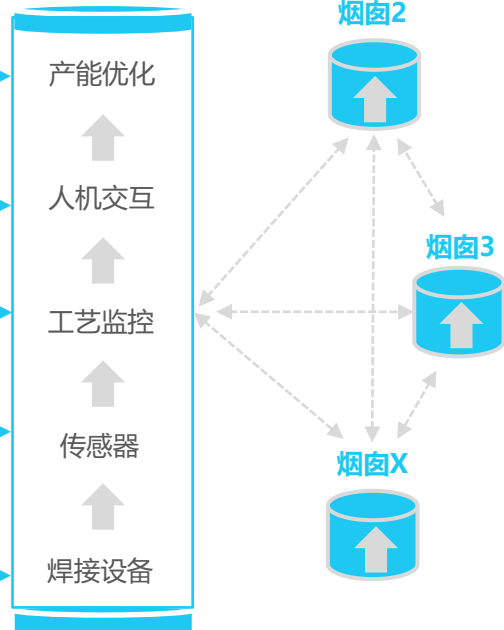 产能优化
人机交互
工艺监控
传感器
焊接设备
烟囱2
烟囱3
烟囱X